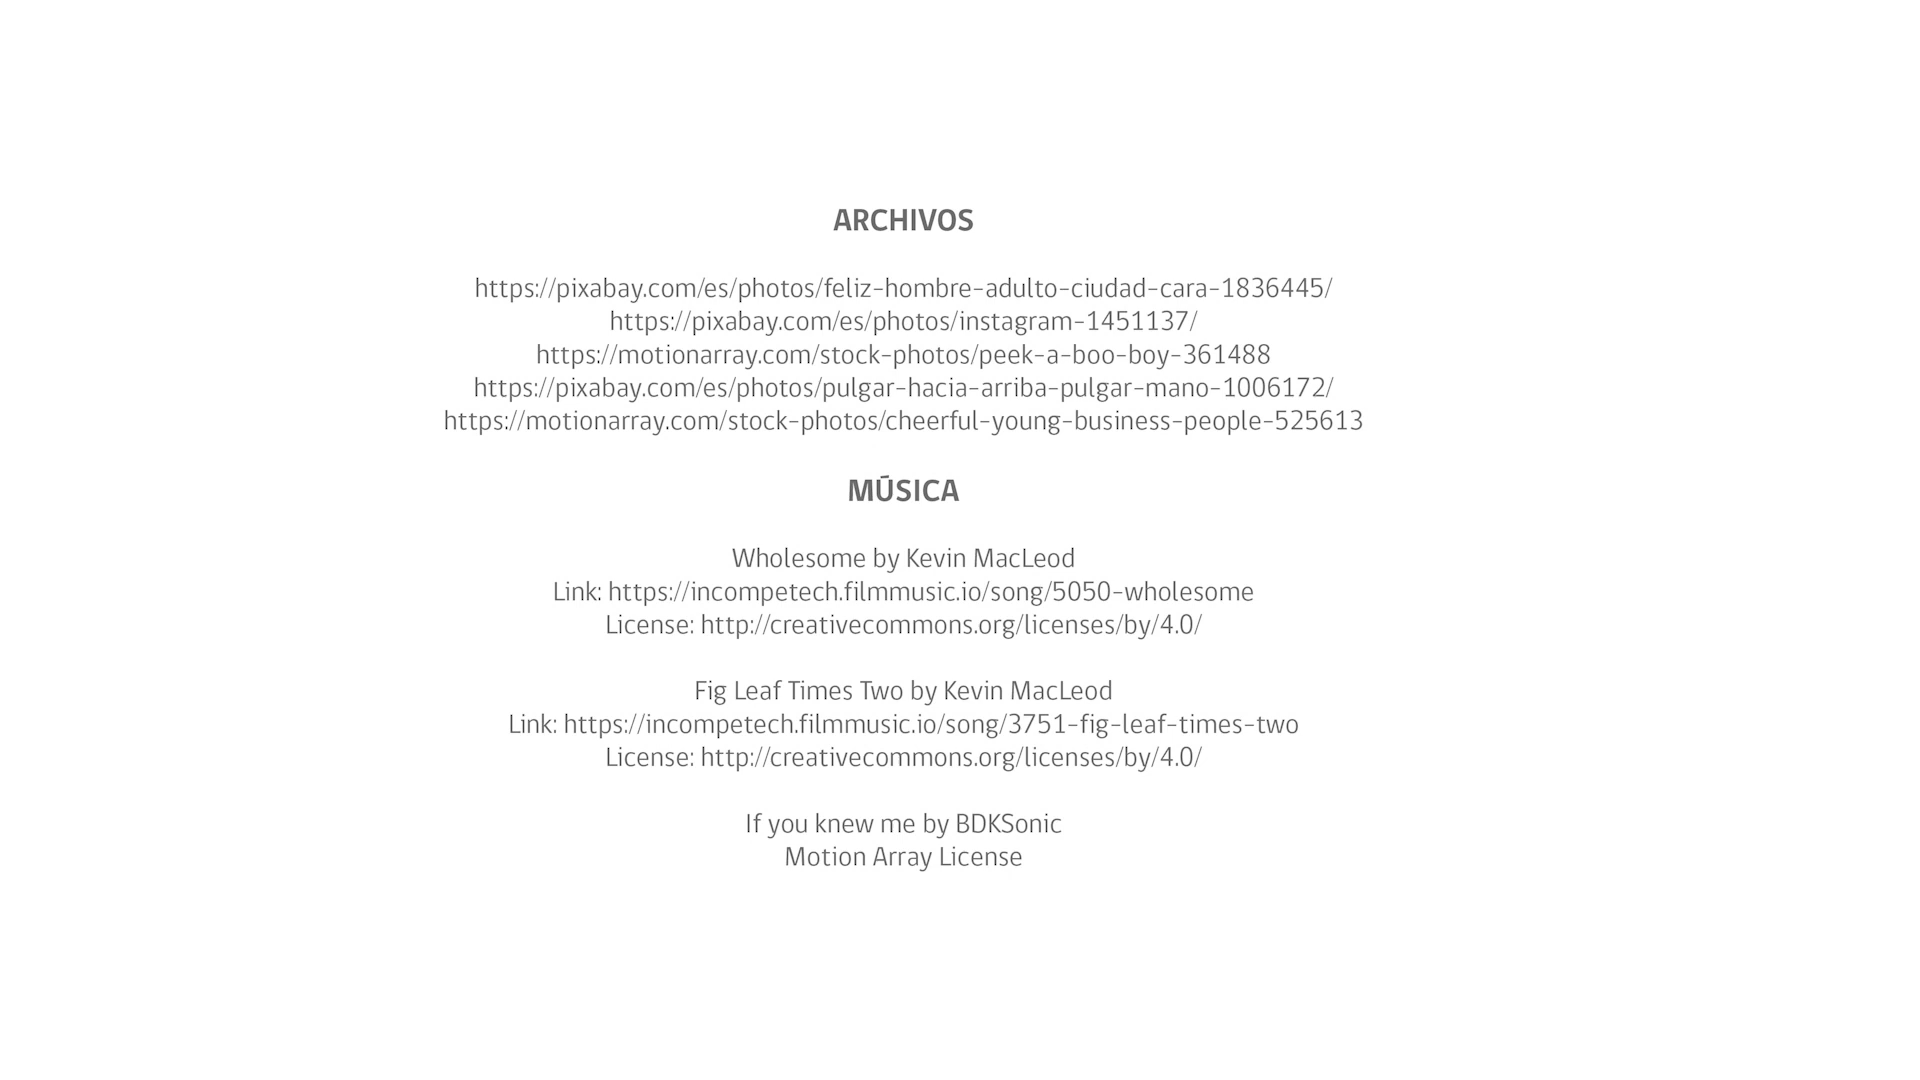 ARCHIVOS
https://pixabay.com/es/photos/feliz-hombre-adulto-ciudad-cara-1836445/
https://pixabay.com/es/photos/instagram-1451137/
https://motionarray.com/stock-photos/peek-a-boo-boy-361488
https://pixabay.com/es/photos/pulgar-hacia-arriba-pulgar-mano-1006172/
https://motionarray.com/stock-photos/cheerful-young-business-people-525613
MÚSICA
Wholesome by Kevin MacLeod
Link: https://incompetech.filmmusic.io/song/5050-wholesome
License: http://creativecommons.org/licenses/by/4.0/
Fig Leaf Times Two by Kevin MacLeod
Link: https://incompetech.filmmusic.io/song/3751-fig-leaf-times-two
License: http://creativecommons.org/licenses/by/4.0/
If you knew me by BDKSonic
Motion Array License